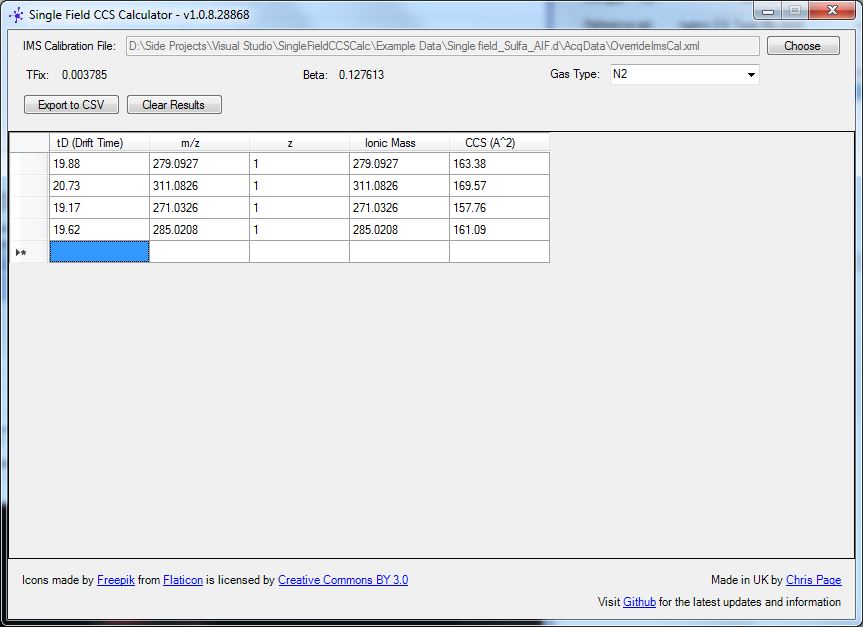 Single Field CCS Calculator - v1.0.8.28868
IMS Calibration File: D:\Side Projects\Visual Studio\SingleFieldCCSCalc\Example Data\Single field_Sulfa_AIF.d\AcqData\OverrideImsCal.xml Choose
TFix: 0.003785 Beta: 0.127613 Gas Type: N2
Export to CSV Clear Results
tD (Drift Time) m/z z Ionic Mass CCS (A^2)
19.88 279.0927 1 279.0927 163.38
20.73 311.0826 1 311.0826 169.57
19.17 271.0326 1 271.0326 157.76
19.62 285.0208 1 285.0208 161.09
Icons made by Freepik from Flaticon is licensed by Creative Commons BY 3.0 Made in UK by Chris Page
Visit Github for the latest updates and information